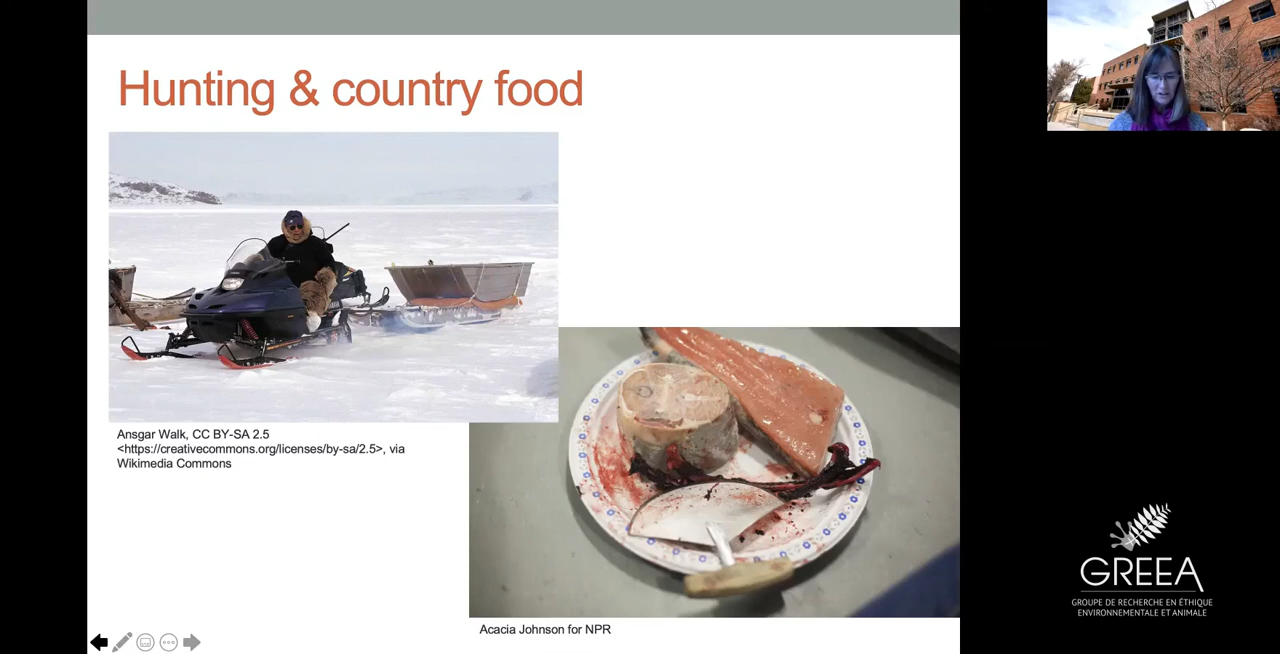 Hunting & country food
Ansgar Walk, CC BY-SA 2.5
<https://creativecommons.org/licenses/by-sa/2.5>, via
Wikimedia Commons
Acacia Johnson for NPR
GREEA
GROUPE DE RECHERCHE EN ÉTHIQUE
ENVIRONNEMENTALE ET ANIMALE